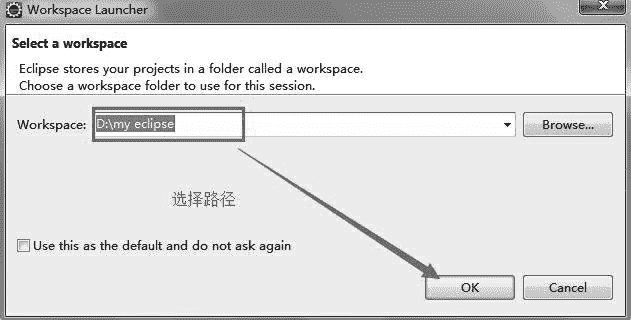 Workspace Launcher
Select a workspace
Eclipse stores your projects in a folder called a workspace.
Choose a workspace folder to use for this session.
Workspace: D:\my eclipse Browse...
选择路径
Use this as the default and do not ask again
OK Cancel